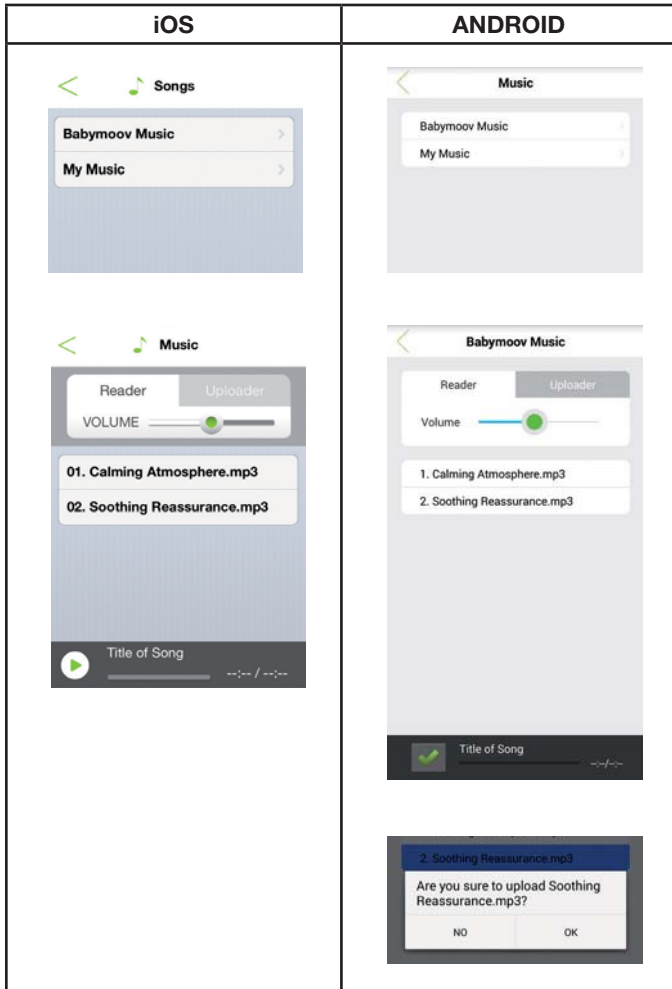 iOS
ANDROID
Songs
Babymoov Music
My Music
Music
Babymoov Music
My Music
Music
Reader
Uploader
VOLUME
01. Calming Atmosphere.mp3
02. Soothing Reassurance.mp3
Title of Song
--:-- / --:--
Babymoov Music
Reader
Uploader
Volume
1. Calming Atmosphere.mp3
2. Soothing Reassurance.mp3
Title of Song
-:-/-:-
2. Soothing Reassurance.mp3
Are you sure to upload Soothing
Reassurance.mp3?
NO
OK